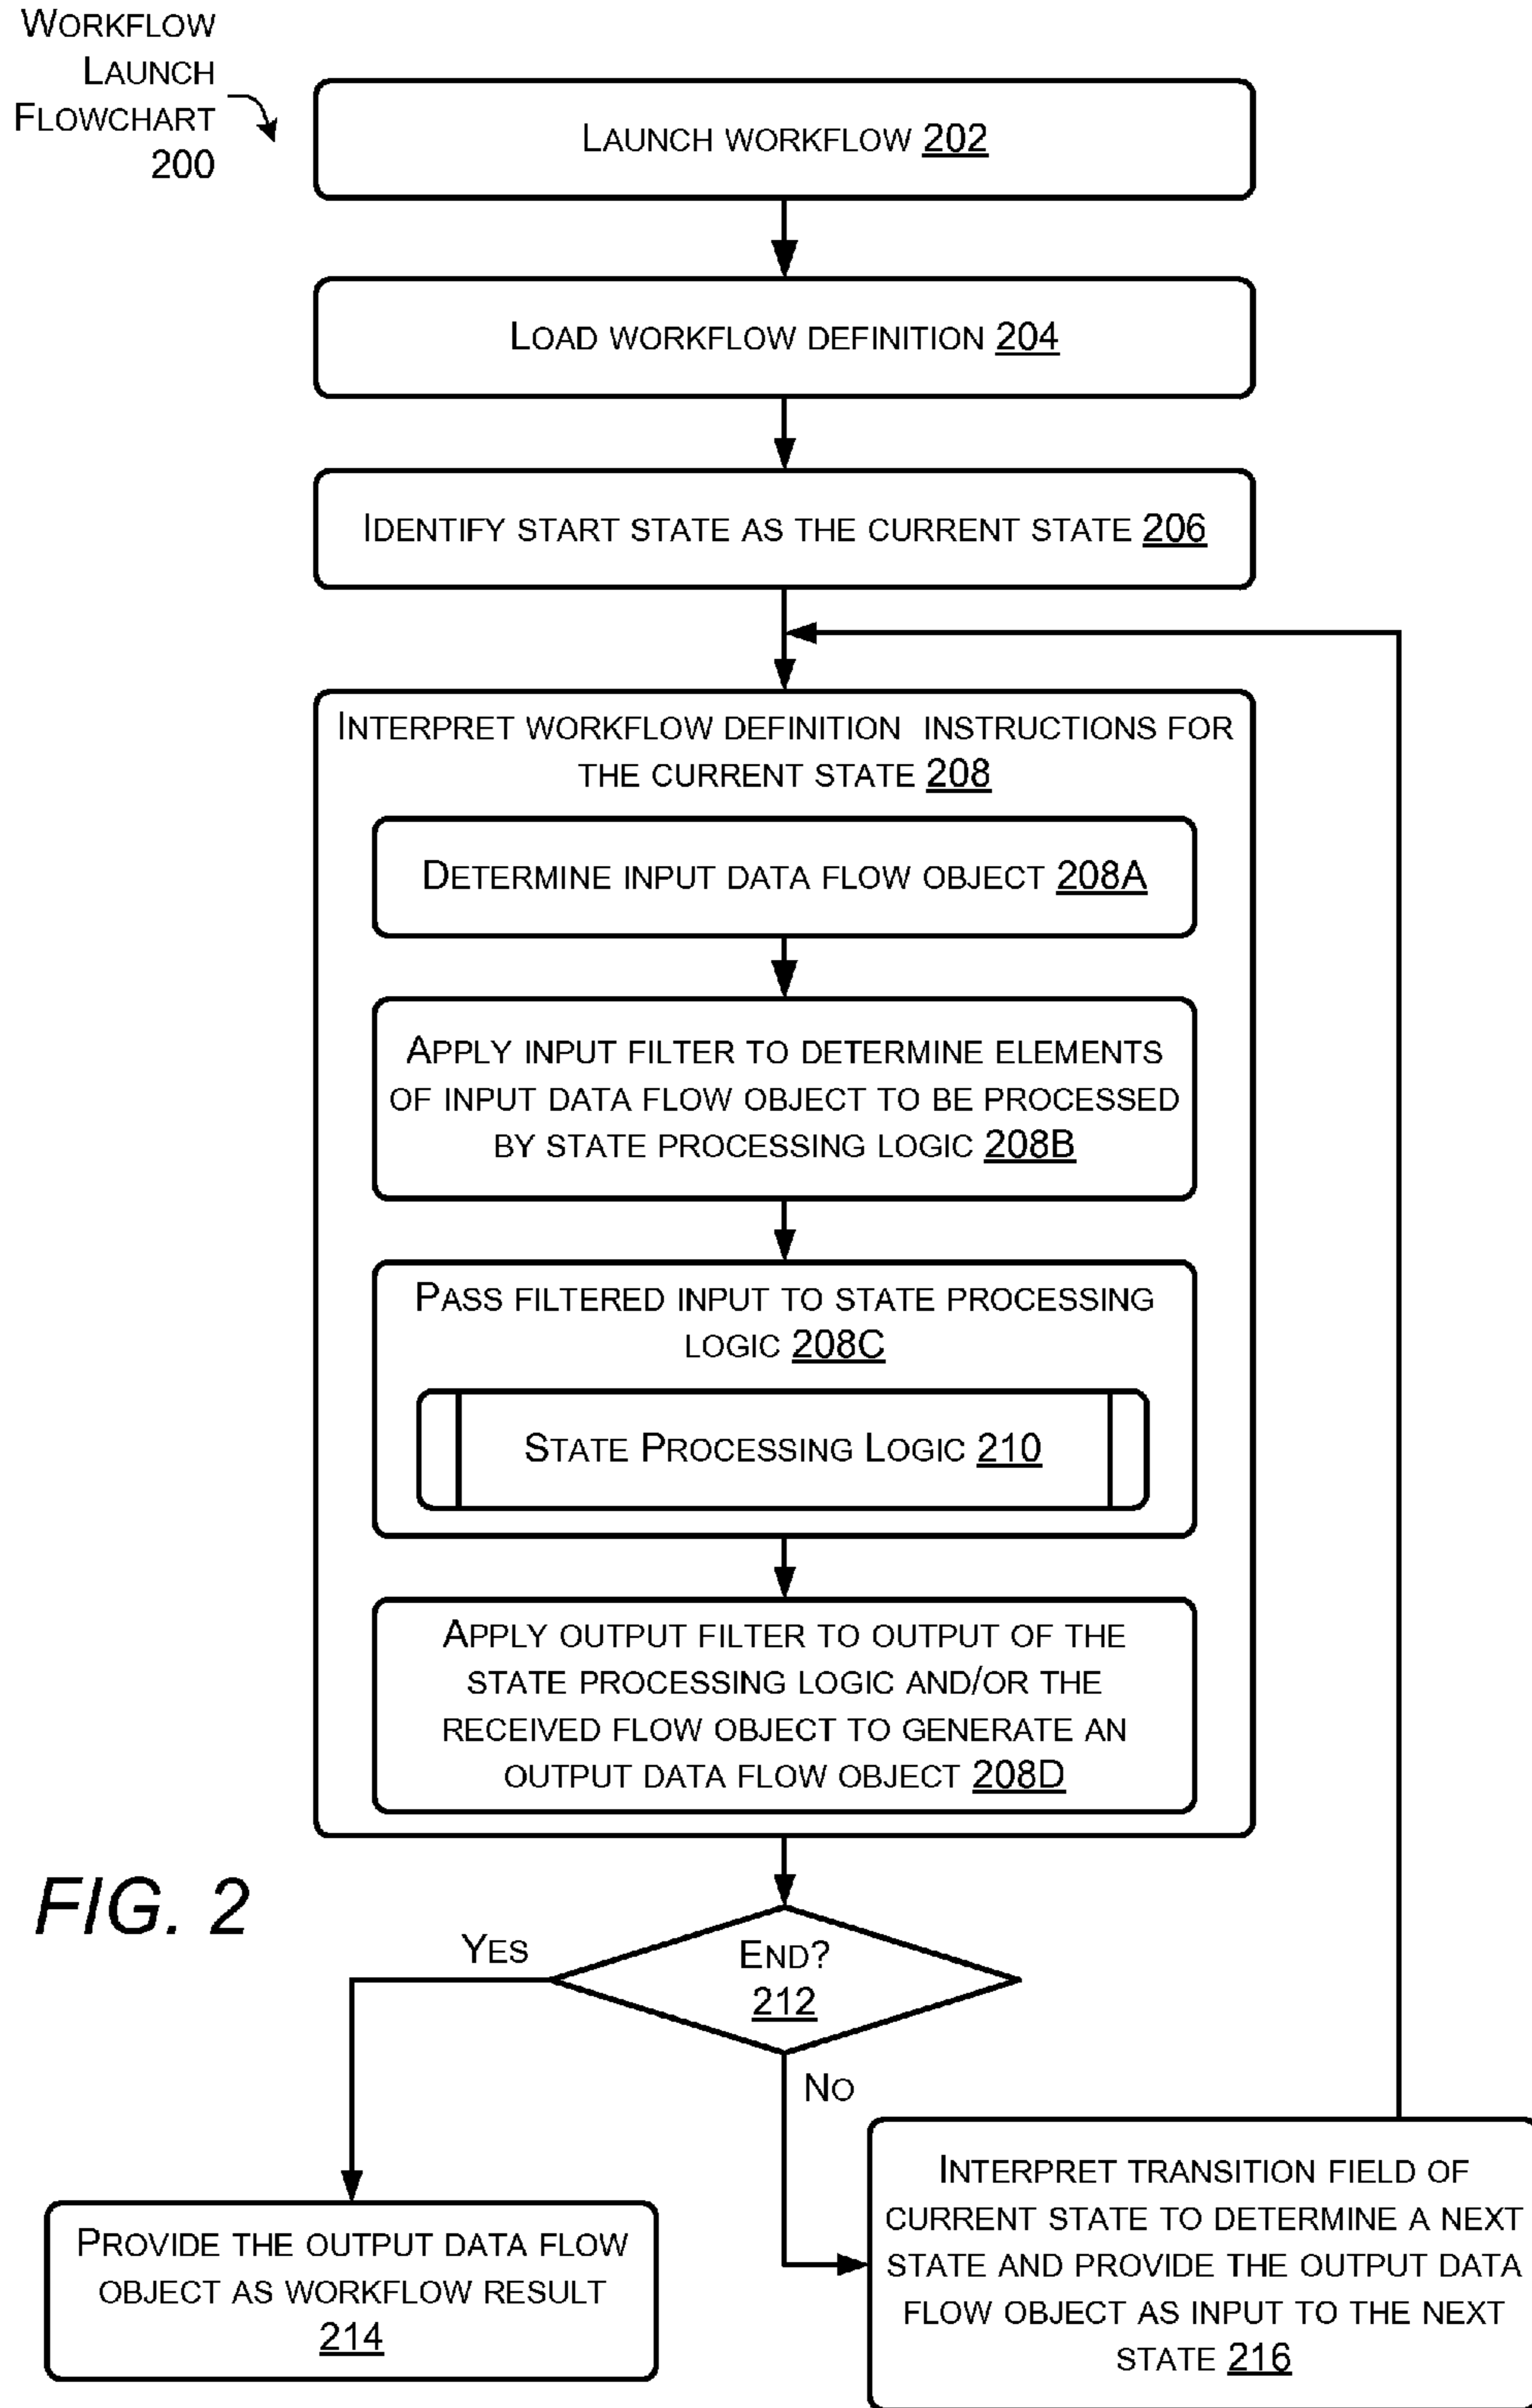 WORKFLOW
LAUNCH
FLOWCHART
200
LAUNCH WORKFLOW 202
LOAD WORKFLOW DEFINITION 204
IDENTIFY START STATE AS THE CURRENT STATE 206
INTERPRET WORKFLOW DEFINITION INSTRUCTIONS FOR
THE CURRENT STATE 208
DETERMINE INPUT DATA FLOW OBJECT 208A
APPLY INPUT FILTER TO DETERMINE ELEMENTS
OF INPUT DATA FLOW OBJECT TO BE PROCESSED
BY STATE PROCESSING LOGIC 208B
PASS FILTERED INPUT TO STATE PROCESSING
LOGIC 208C
STATE PROCESSING LOGIC 210
APPLY OUTPUT FILTER TO OUTPUT OF THE
STATE PROCESSING LOGIC AND/OR THE
RECEIVED FLOW OBJECT TO GENERATE AN
OUTPUT DATA FLOW OBJECT 208D
FIG. 2
YES
END?
212
NO
PROVIDE THE OUTPUT DATA FLOW
OBJECT AS WORKFLOW RESULT
214
INTERPRET TRANSITION FIELD OF
CURRENT STATE TO DETERMINE A NEXT
STATE AND PROVIDE THE OUTPUT DATA
FLOW OBJECT AS INPUT TO THE NEXT
STATE 216